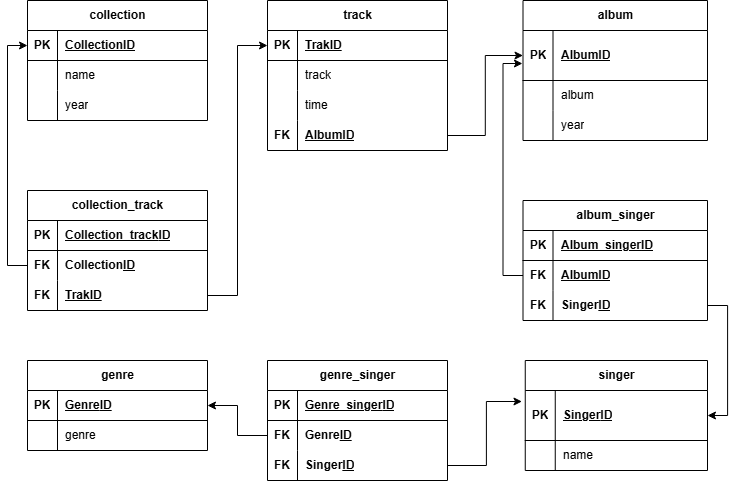 collection
PK CollectionID
name
year
track
PK TrakID
track
time
FK AlbumID
album
PK AlbumID
album
year
collection_track
PK Collection_trackID
FK CollectionID
FK TrakID
album_singer
PK Album_singerID
FK AlbumID
FK SingerID
genre
PK GenreID
genre
genre_singer
PK Genre_singerID
FK GenreID
FK SingerID
singer
PK SingerID
name